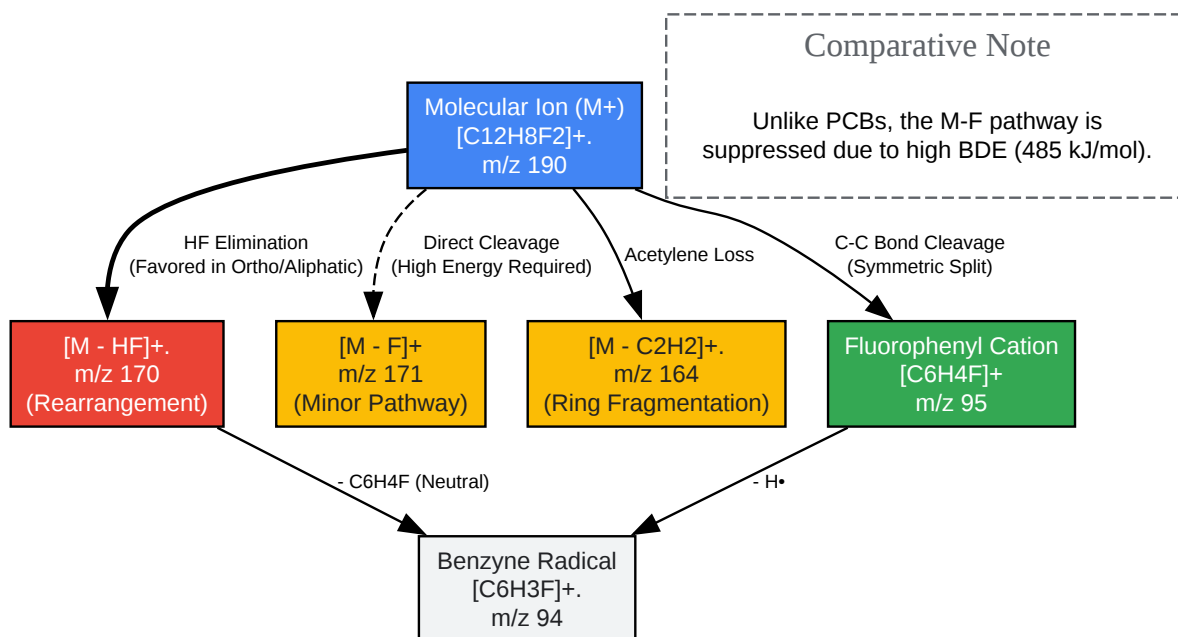 Comparative Note
Unlike PCBs, the M-F pathway is
suppressed due to high BDE (485 kJ/mol).
Molecular Ion (M+)
[C12H8F2]+.
m/z 190
HF Elimination
(Favored in Ortho/Aliphatic)
Direct Cleavage
(High Energy Required)
Acetylene Loss
C-C Bond Cleavage
(Symmetric Split)
[M - HF]+.
m/z 170
(Rearrangement)
[M - F]+
m/z 171
(Minor Pathway)
[M - C2H2]+.
m/z 164
(Ring Fragmentation)
Fluorophenyl Cation
[C6H4F]+
m/z 95
- C6H4F (Neutral)
- H•
Benzyne Radical
[C6H3F]+.
m/z 94